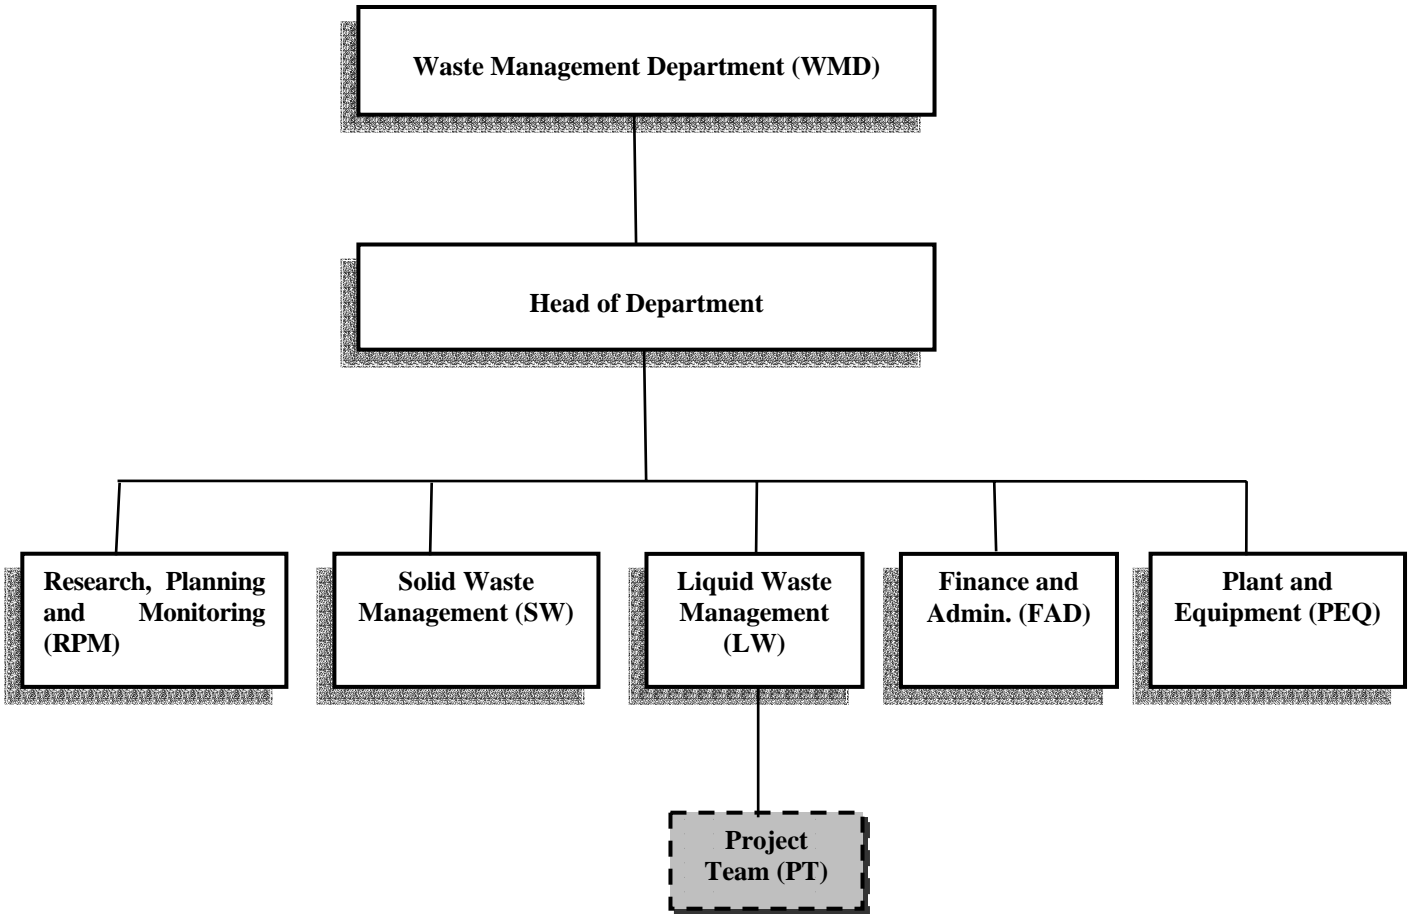 Waste Management Department (WMD)
Head of Department
Research, Planning
and Monitoring
(RPM)
Solid Waste
Management (SW)
Liquid Waste
Management
(LW)
Finance and
Admin. (FAD)
Plant and
Equipment (PEQ)
Project
Team (PT)